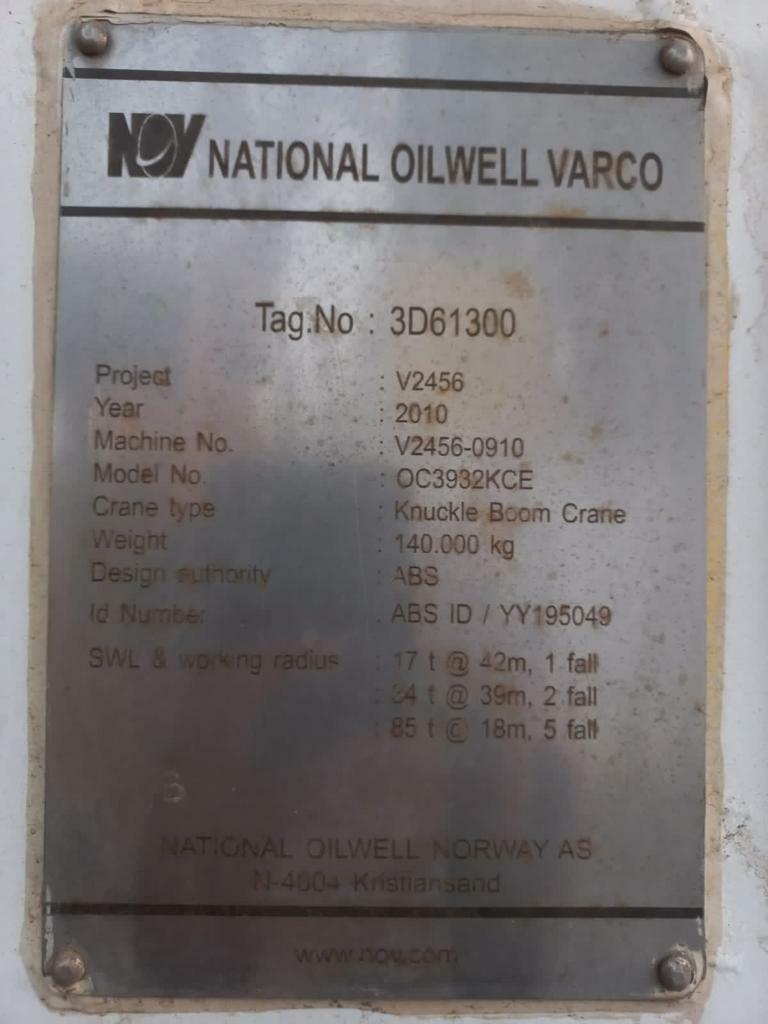 NOV NATIONAL OILWELL VARCO
Tag.No : 3D61300
Project : V2456
Year : 2010
Machine No. : V2456-0910
Model No. : OC3932KCE
Crane type : Knuckle Boom Crane
Weight : 140.000 kg
Design authority : ABS
Id Number : ABS ID / YY195049
SWL & working radius : 17 t @ 42m, 1 fall
: 34 t @ 39m, 2 fall
: 85 t @ 18m, 5 fall
NATIONAL OILWELL NORWAY AS
N-4604 Kristiansand
www.nov.com